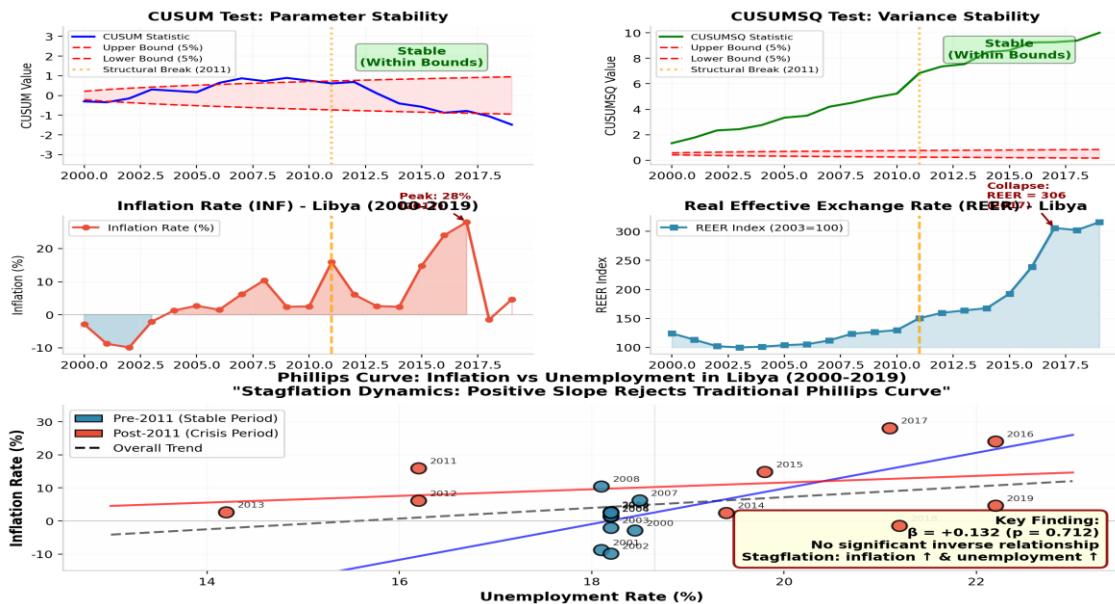 CUSUM Test: Parameter Stability
CUSUM Value
3
2
1
0
-1
-2
-3
CUSUM Statistic
Upper Bound (5%)
Lower Bound (5%)
Structural Break (2011)
Stable
(Within Bounds)
2000.0 2002.5 2005.0 2007.5 2010.0 2012.5 2015.0 2017.5
CUSUMSQ Test: Variance Stability
CUSUMSQ Value
10
8
6
4
2
0
CUSUMSQ Statistic
Upper Bound (5%)
Lower Bound (5%)
Structural Break (2011)
Stable
(Within Bounds)
2000.0 2002.5 2005.0 2007.5 2010.0 2012.5 2015.0 2017.5
Inflation Rate (INF) - Libya (2000-2019)
Peak: 28%
Inflation (%)
20
10
0
-10
Inflation Rate (%)
2000.0 2002.5 2005.0 2007.5 2010.0 2012.5 2015.0 2017.5
Real Effective Exchange Rate (REER) - Libya
Collapse:
REER = 306
REER Index
300
250
200
150
100
REER Index (2003=100)
2000.0 2002.5 2005.0 2007.5 2010.0 2012.5 2015.0 2017.5
Phillips Curve: Inflation vs Unemployment in Libya (2000-2019)
"Stagflation Dynamics: Positive Slope Rejects Traditional Phillips Curve"
Inflation Rate (%)
30
20
10
0
-10
Pre-2011 (Stable Period)
Post-2011 (Crisis Period)
Overall Trend
2017
2016
2011
2015
2008
2012
2007
2019
2013
2014
2003
2000
2001
2002
Key Finding:
β = +0.132 (p = 0.712)
No significant inverse relationship
Stagflation: inflation ↑ & unemployment ↑
14 16 18 20 22
Unemployment Rate (%)